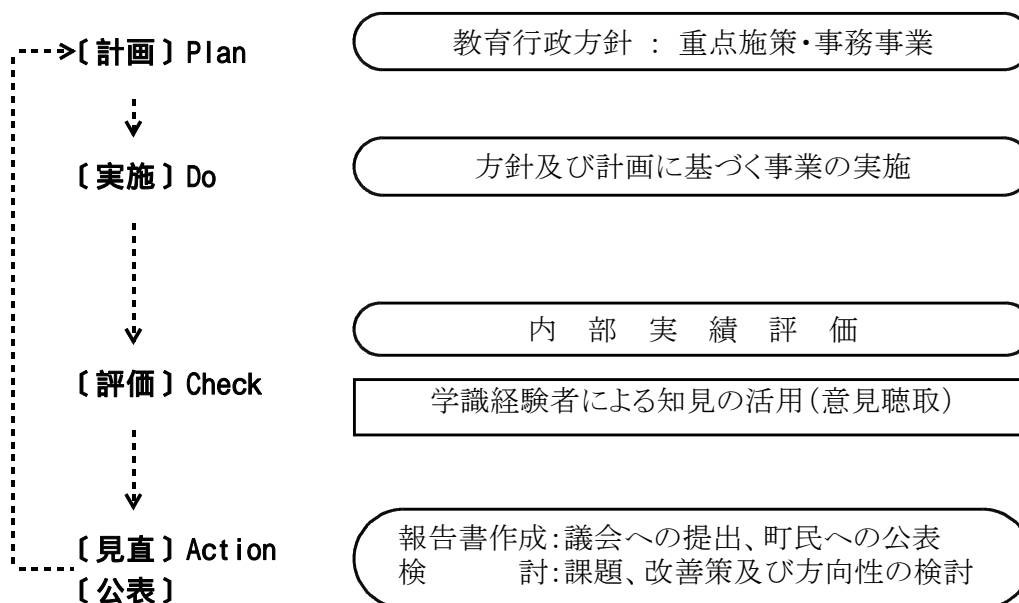 〔計画〕Plan
教育行政方針 : 重点施策・事務事業
〔実施〕Do
方針及び計画に基づく事業の実施
内 部 実 績 評 価
〔評価〕Check
学識経験者による知見の活用(意見聴取)
〔見直〕Action
〔公表〕
報告書作成:議会への提出、町民への公表
検　　　討:課題、改善策及び方向性の検討